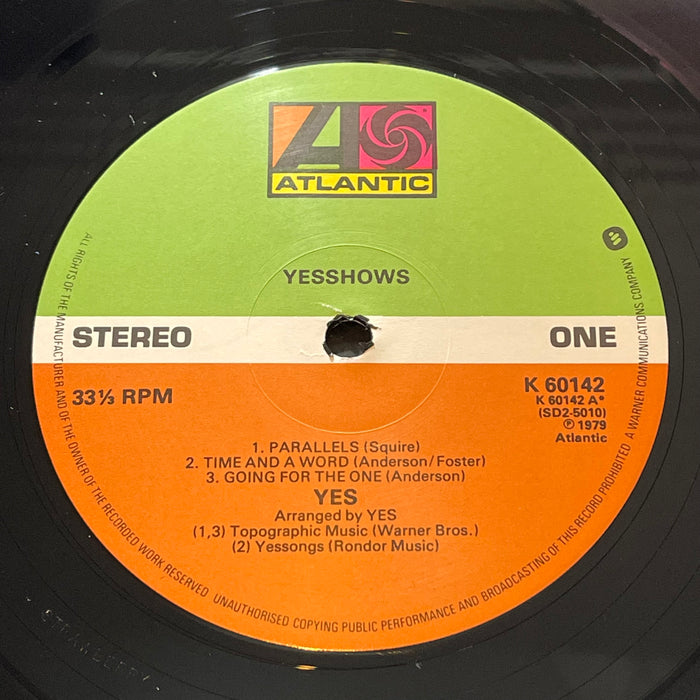 ATLANTIC
YESSHOWS
STEREO
ONE
33⅓ RPM
K 60142
K 60142 A*
(SD2-5010)
℗ 1979
Atlantic
1. PARALLELS (Squire)
2. TIME AND A WORD (Anderson/Foster)
3. GOING FOR THE ONE (Anderson)
YES
Arranged by YES
(1,3) Topographic Music (Warner Bros.)
(2) Yessongs (Rondor Music)
ALL RIGHTS OF THE MANUFACTURER AND OF THE OWNER OF THE RECORDED WORK RESERVED. UNAUTHORISED COPYING PUBLIC PERFORMANCE AND BROADCASTING OF THIS RECORD PROHIBITED A WARNER COMMUNICATIONS COMPANY